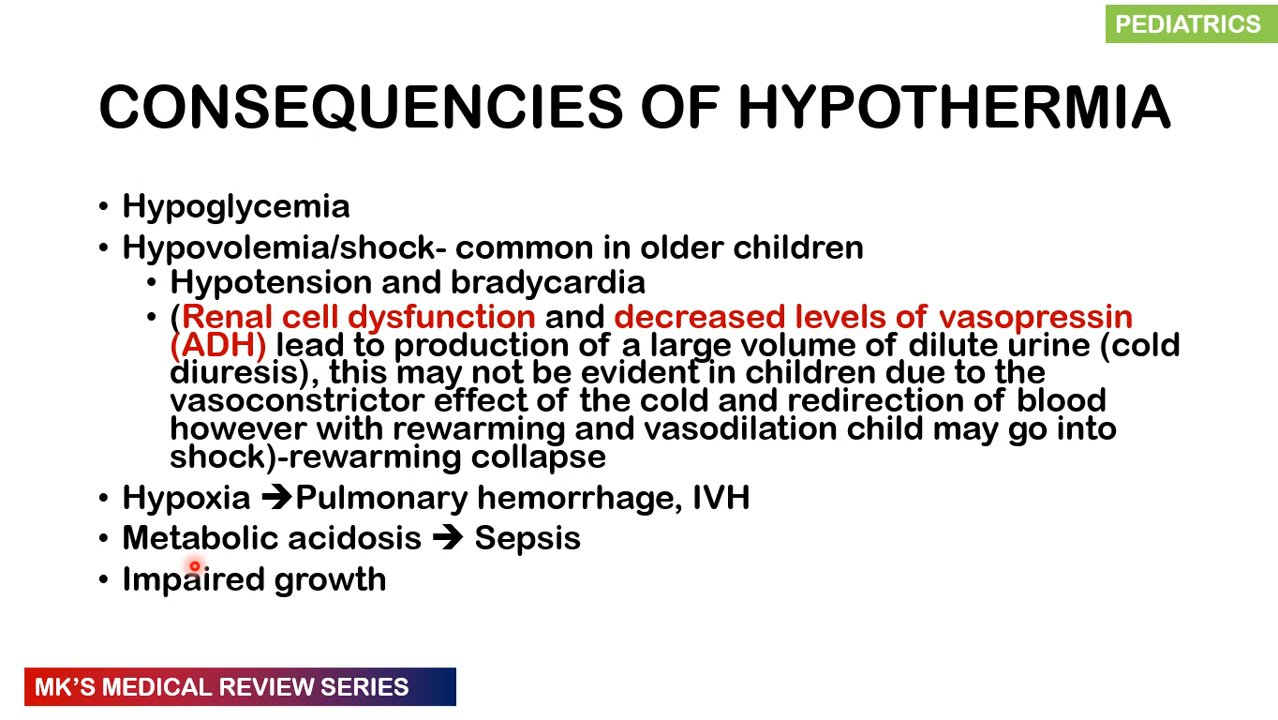 PEDIATRICS
CONSEQUENCIES OF HYPOTHERMIA
• Hypoglycemia
• Hypovolemia/shock- common in older children
• Hypotension and bradycardia
• (Renal cell dysfunction and decreased levels of vasopressin
(ADH) lead to production of a large volume of dilute urine (cold
diuresis), this may not be evident in children due to the
vasoconstrictor effect of the cold and redirection of blood
however with rewarming and vasodilation child may go into
shock)-rewarming collapse
• Hypoxia ➔Pulmonary hemorrhage, IVH
• Metabolic acidosis ➔ Sepsis
• Impaired growth
MK'S MEDICAL REVIEW SERIES